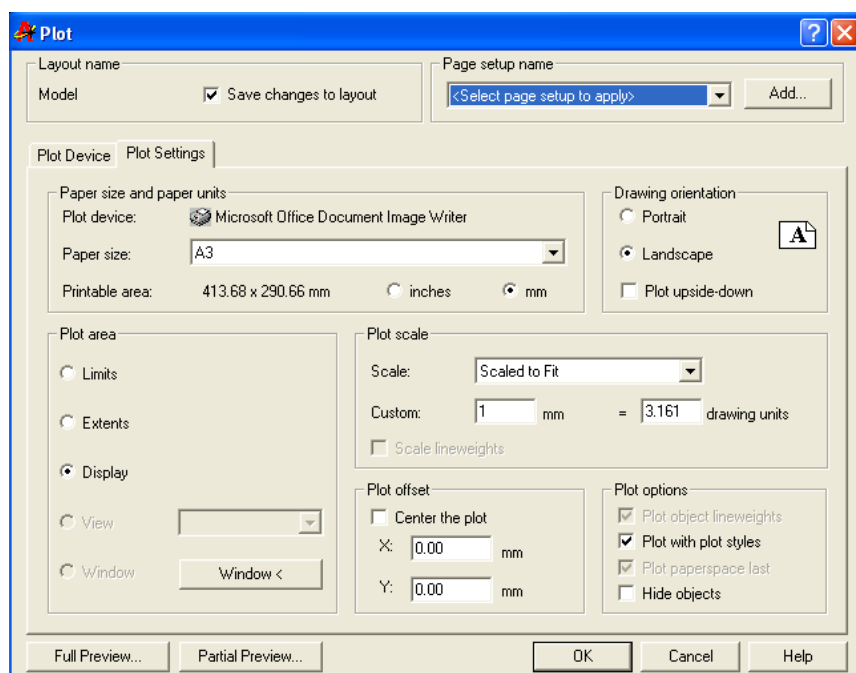 Plot
Layout name
Model
Save changes to layout
Page setup name
<Select page setup to apply>
Add...
Plot Device
Plot Settings
Paper size and paper units
Plot device:
Microsoft Office Document Image Writer
Paper size:
A3
Printable area:
413.68 x 290.66 mm
inches
mm
Drawing orientation
Portrait
Landscape
A
Plot upside-down
Plot area
Limits
Extents
Display
View
Window
Window <
Plot scale
Scale:
Scaled to Fit
Custom:
1
mm
=
3.161
drawing units
Scale lineweights
Plot offset
Center the plot
X:
0.00
mm
Y:
0.00
mm
Plot options
Plot object lineweights
Plot with plot styles
Plot paperspace last
Hide objects
Full Preview...
Partial Preview...
OK
Cancel
Help